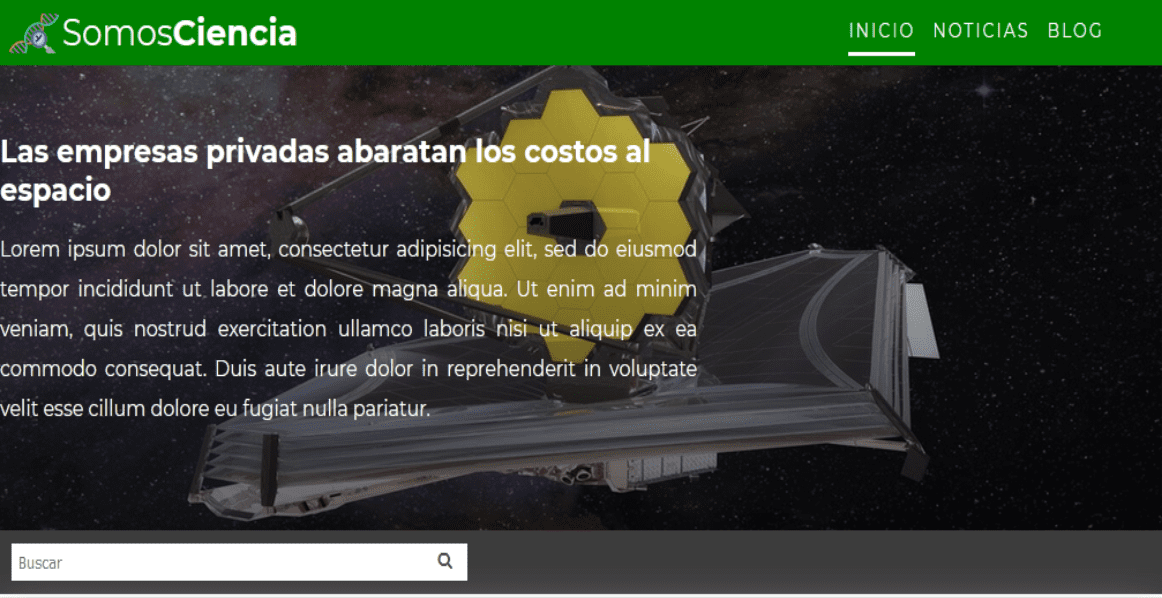 SomosCiencia
INICIO NOTICIAS BLOG
Las empresas privadas abaratan los costos al
espacio
Lorem ipsum dolor sit amet, consectetur adipisicing elit, sed do eiusmod
tempor incididunt ut labore et dolore magna aliqua. Ut enim ad minim
veniam, quis nostrud exercitation ullamco laboris nisi ut aliquip ex ea
commodo consequat. Duis aute irure dolor in reprehenderit in voluptate
velit esse cillum dolore eu fugiat nulla pariatur.
Buscar